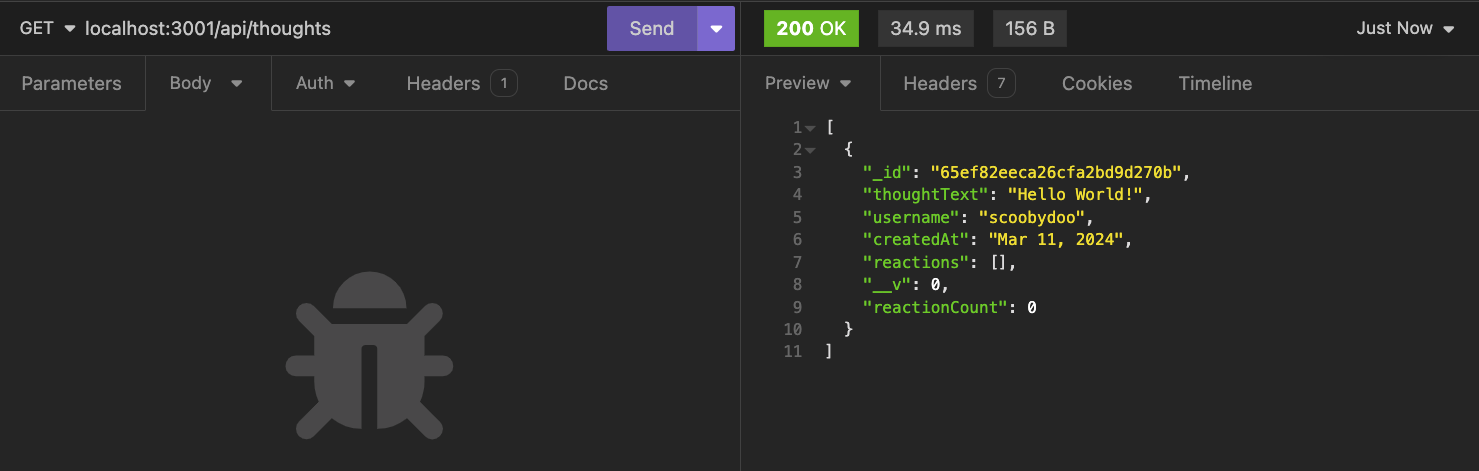 GET localhost:3001/api/thoughts Send 200 OK 34.9 ms 156 B Just Now
Parameters Body Auth Headers 1 Docs Preview Headers 7 Cookies Timeline
1 [
2 {
3 "_id": "65ef82eeca26cfa2bd9d270b",
4 "thoughtText": "Hello World!",
5 "username": "scoobydoo",
6 "createdAt": "Mar 11, 2024",
7 "reactions": [],
8 "__v": 0,
9 "reactionCount": 0
10 }
11 ]